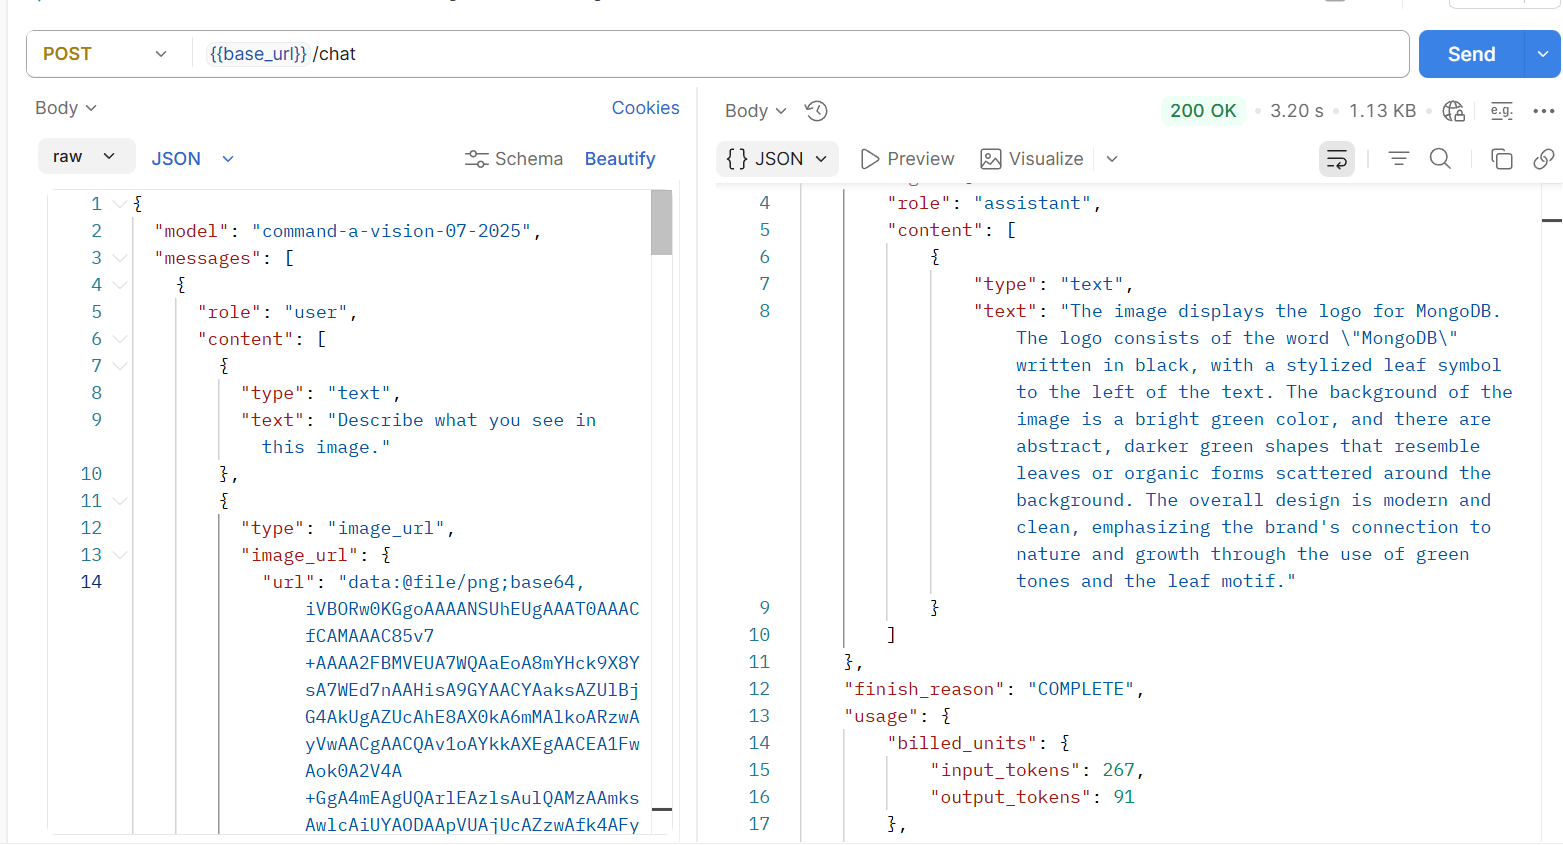 POST
{{base_url}} /chat
Send
Body
Cookies
raw
JSON
Schema
Beautify
1 {
2 "model": "command-a-vision-07-2025",
3 "messages": [
4 {
5 "role": "user",
6 "content": [
7 {
8 "type": "text",
9 "text": "Describe what you see in
this image."
10 },
11 {
12 "type": "image_url",
13 "image_url": {
14 "url": "data:@file/png;base64,
iVBORw0KGgoAAAANSUhEUgAAAT0AAAC
fCAMAAAC85v7
+AAAA2FBMVEUA7WQAaEoA8mYHck9X8Y
sA7WEd7nAAHisA9GYAACYAaksAZUlBj
G4AkUgAZUcAhE8AX0kA6mMAlkoARzwA
yVwAACgAACQAv1oAYkkAXEgAACEA1Fw
Aok0A2V4A
+GgA4mEAgUQArlEAzlsAulQAMzAAmks
AwlcAiUYAODAApVUAjUcAZzwAfk4AFy
Body
200 OK
3.20 s
1.13 KB
e.g.
{} JSON
Preview
Visualize
4 "role": "assistant",
5 "content": [
6 {
7 "type": "text",
8 "text": "The image displays the logo for MongoDB.
The logo consists of the word \"MongoDB\"
written in black, with a stylized leaf symbol
to the left of the text. The background of the
image is a bright green color, and there are
abstract, darker green shapes that resemble
leaves or organic forms scattered around the
background. The overall design is modern and
clean, emphasizing the brand's connection to
nature and growth through the use of green
tones and the leaf motif."
9 }
10 ]
11 },
12 "finish_reason": "COMPLETE",
13 "usage": {
14 "billed_units": {
15 "input_tokens": 267,
16 "output_tokens": 91
17 },